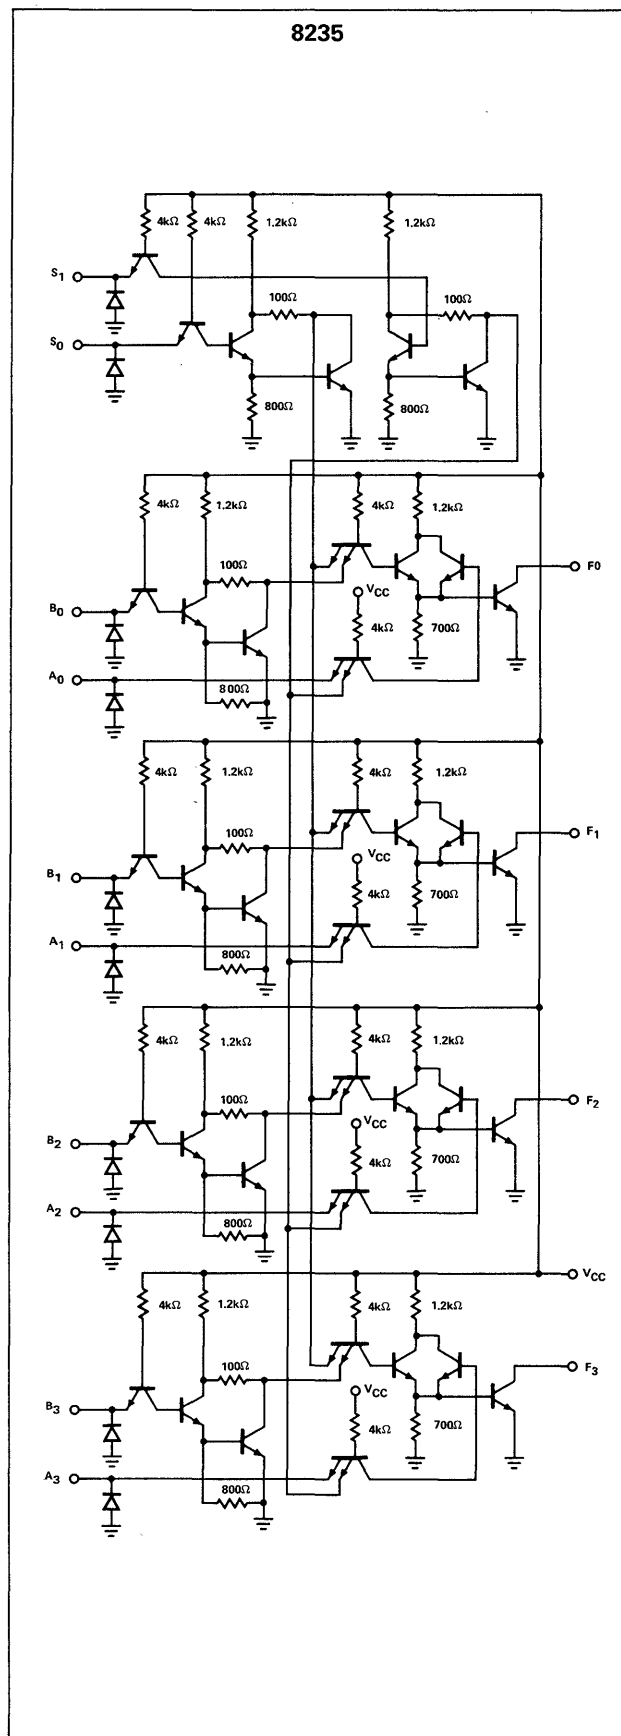 8235
4kΩ 4kΩ 1.2kΩ 1.2kΩ
S1
100Ω 100Ω
S0
800Ω 800Ω
4kΩ 1.2kΩ 4kΩ 1.2kΩ
100Ω F0
VCC
B0 4kΩ 700Ω
A0
800Ω
4kΩ 1.2kΩ 4kΩ 1.2kΩ
100Ω F1
VCC
B1 4kΩ 700Ω
A1
800Ω
4kΩ 1.2kΩ 4kΩ 1.2kΩ
100Ω F2
VCC
B2 4kΩ 700Ω
A2
800Ω
VCC
4kΩ 1.2kΩ 4kΩ 1.2kΩ
100Ω F3
VCC
B3 4kΩ 700Ω
A3
800Ω